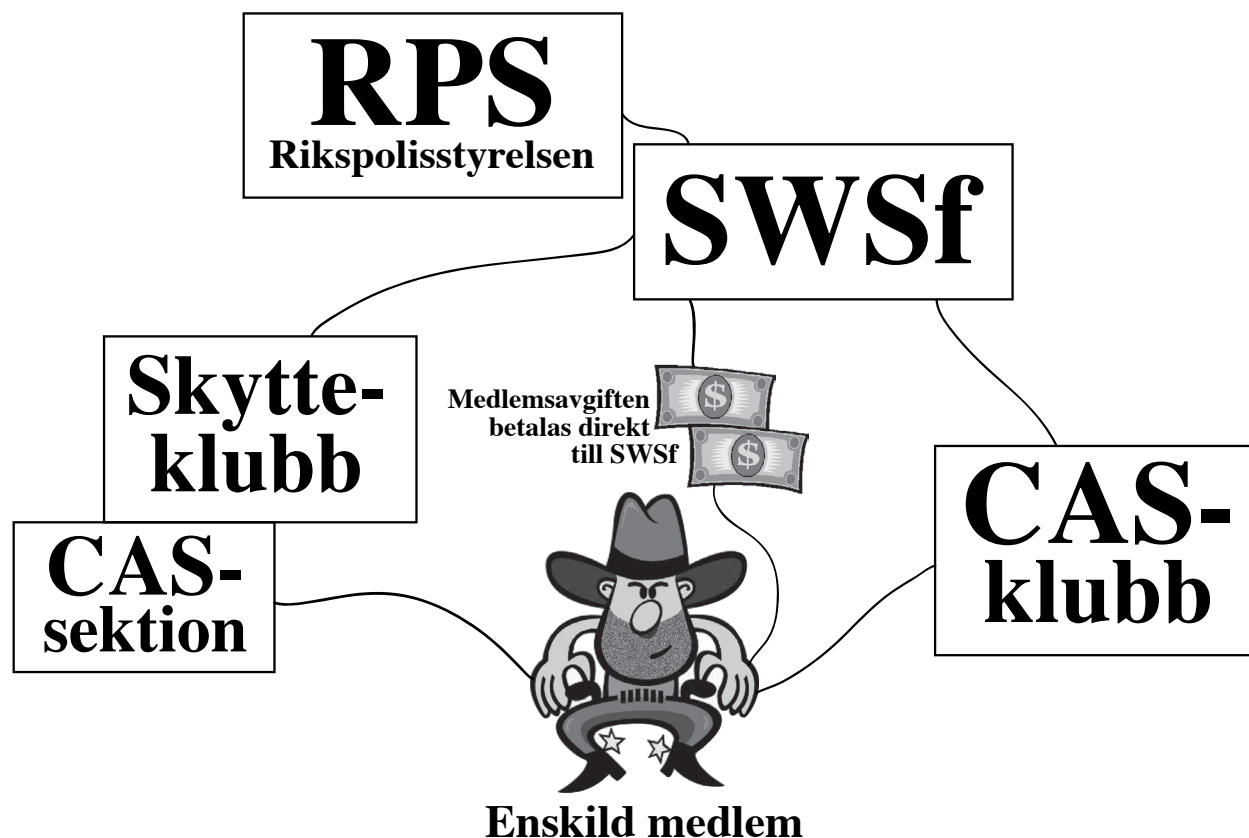 RPS
Rikspolisstyrelsen
SWSf
Skytte-
klubb
Medlemsavgiften
betalas direkt
till SWSf
$
$
CAS-
klubb
CAS-
sektion
Enskild medlem